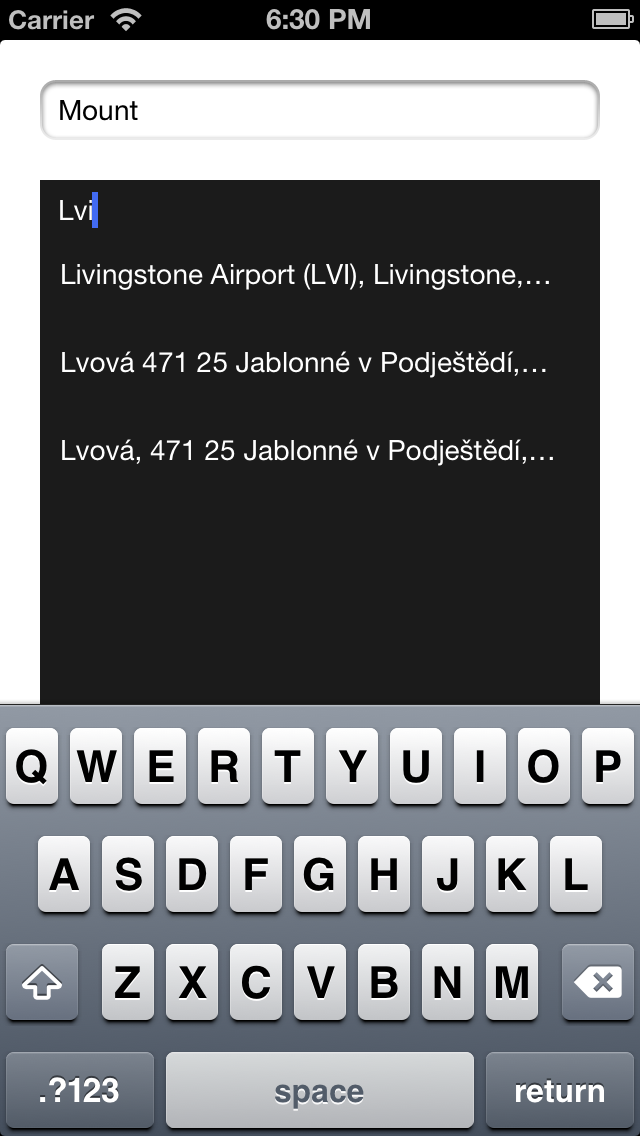 Carrier 6:30 PM
Mount
Lvi
Livingstone Airport (LVI), Livingstone,...
Lvová 471 25 Jablonné v Podještědí,...
Lvová, 471 25 Jablonné v Podještědí,...
Q W E R T Y U I O P
A S D F G H J K L
Z X C V B N M
.?123 space return